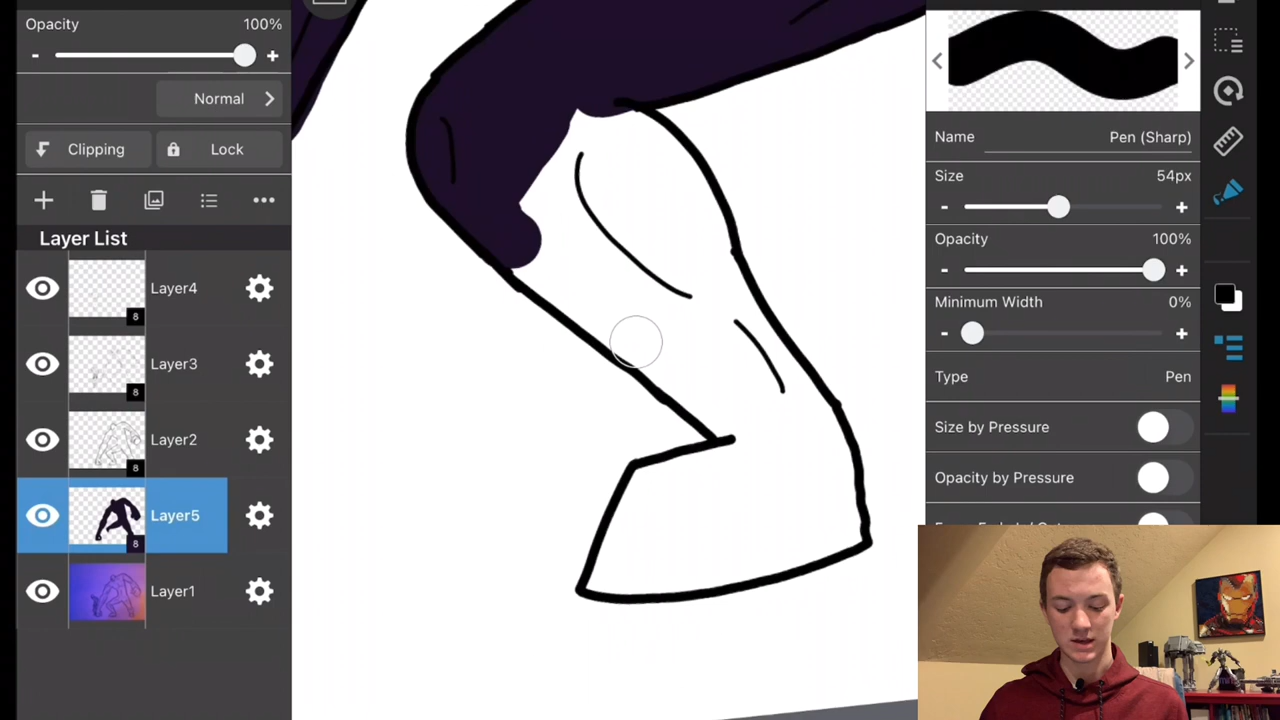 Opacity 100%
- +
Normal >
Clipping Lock
Layer List
Layer4
8
Layer3
8
Layer2
8
Layer5
8
Layer1
Name Pen (Sharp)
Size 54px
- +
Opacity 100%
- +
Minimum Width 0%
- +
Type Pen
Size by Pressure
Opacity by Pressure